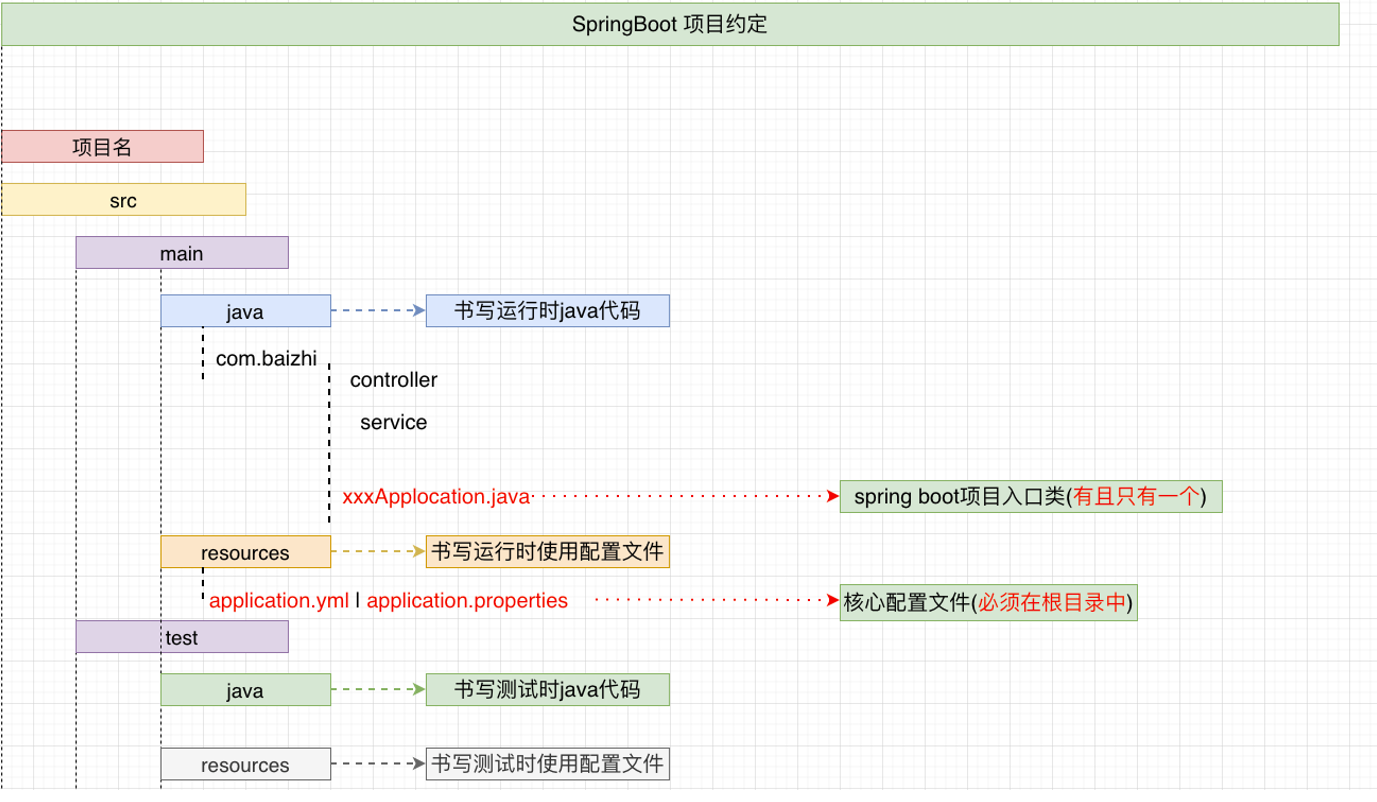 SpringBoot 项目约定
项目名
src
main
java
书写运行时java代码
com.baizhi
controller
service
xxxApplocation.java
spring boot项目入口类(有且只有一个)
resources
书写运行时使用配置文件
application.yml | application.properties
核心配置文件(必须在根目录中)
test
java
书写测试时java代码
resources
书写测试时使用配置文件